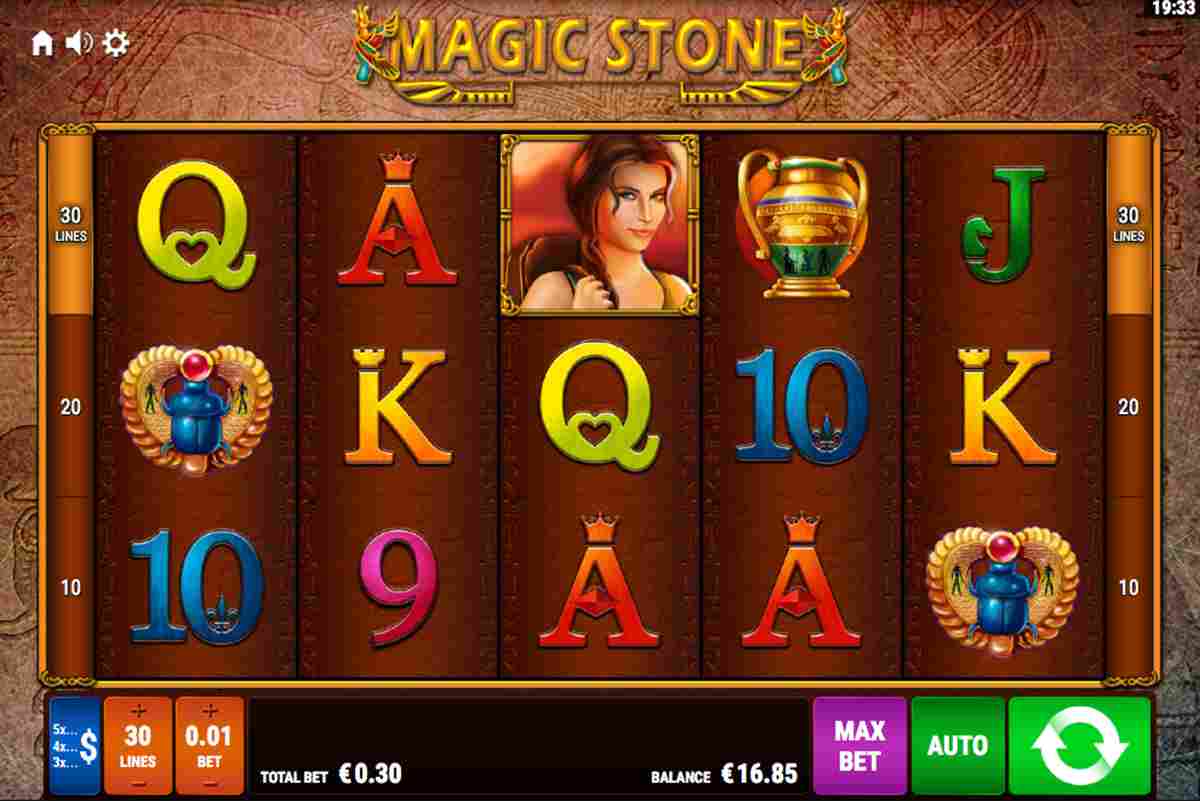 19:33
MAGIC STONE
Q A J
30 LINES
30 LINES
K Q 10 K
20
20
10 9 A A
10
10
5x...
4x...
3x...
$
+
30
LINES
-
+
0.01
BET
-
TOTAL BET €0.30
BALANCE €16.85
MAX
BET
AUTO